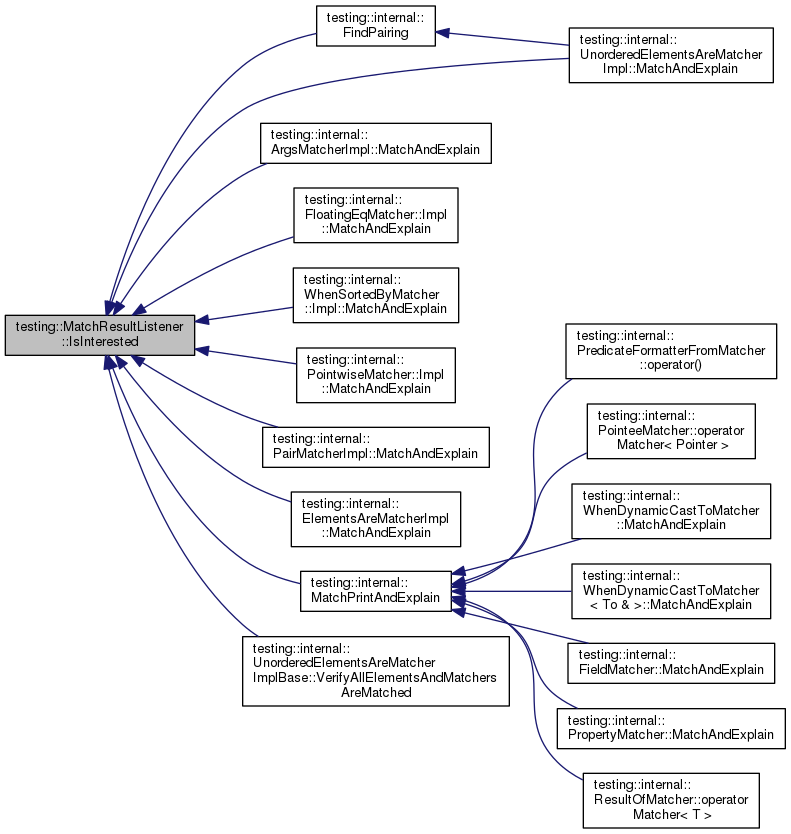 testing::internal::
FindPairing
testing::internal::
UnorderedElementsAreMatcher
Impl::MatchAndExplain
testing::internal::
ArgsMatcherImpl::MatchAndExplain
testing::internal::
FloatingEqMatcher::Impl
::MatchAndExplain
testing::internal::
WhenSortedByMatcher
::Impl::MatchAndExplain
testing::MatchResultListener
::IsInterested
testing::internal::
PointwiseMatcher::Impl
::MatchAndExplain
testing::internal::
PredicateFormatterFromMatcher
::operator()
testing::internal::
PairMatcherImpl::MatchAndExplain
testing::internal::
PointeeMatcher::operator
Matcher< Pointer >
testing::internal::
ElementsAreMatcherImpl
::MatchAndExplain
testing::internal::
WhenDynamicCastToMatcher
::MatchAndExplain
testing::internal::
MatchPrintAndExplain
testing::internal::
WhenDynamicCastToMatcher
< To & >::MatchAndExplain
testing::internal::
UnorderedElementsAreMatcher
ImplBase::VerifyAllElementsAndMatchers
AreMatched
testing::internal::
FieldMatcher::MatchAndExplain
testing::internal::
PropertyMatcher::MatchAndExplain
testing::internal::
ResultOfMatcher::operator
Matcher< T >